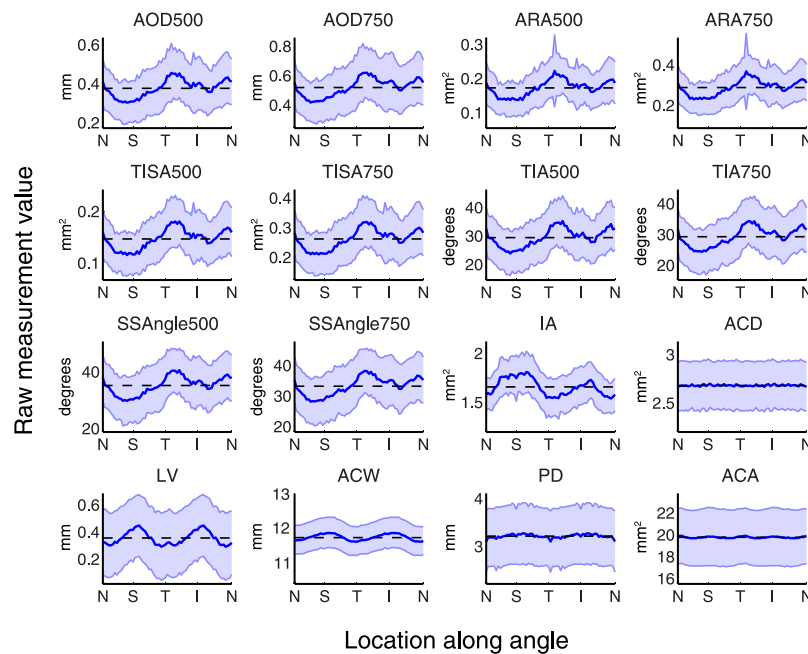 AOD500 AOD750 ARA500 ARA750
0.6 0.8 0.3 0.4
0.4 0.6 0.2 0.2
0.2 0.4 0.1
mm mm mm² mm²
N S T I N N S T I N N S T I N N S T I N
TISA500 TISA750 TIA500 TIA750
0.2 0.4 40 40
0.1 0.3 30 30
0.2 20 20
mm² mm² degrees degrees
N S T I N N S T I N N S T I N N S T I N
SSAngle500 SSAngle750 IA ACD
40 40 2 3
20 30 1.5 2.5
20
degrees degrees mm² mm²
N S T I N N S T I N N S T I N N S T I N
LV ACW PD ACA
0.6 13 4 22
0.4 12 3 20
0.2 11 18
16
mm mm mm mm²
N S T I N N S T I N N S T I N N S T I N
Raw measurement value
Location along angle